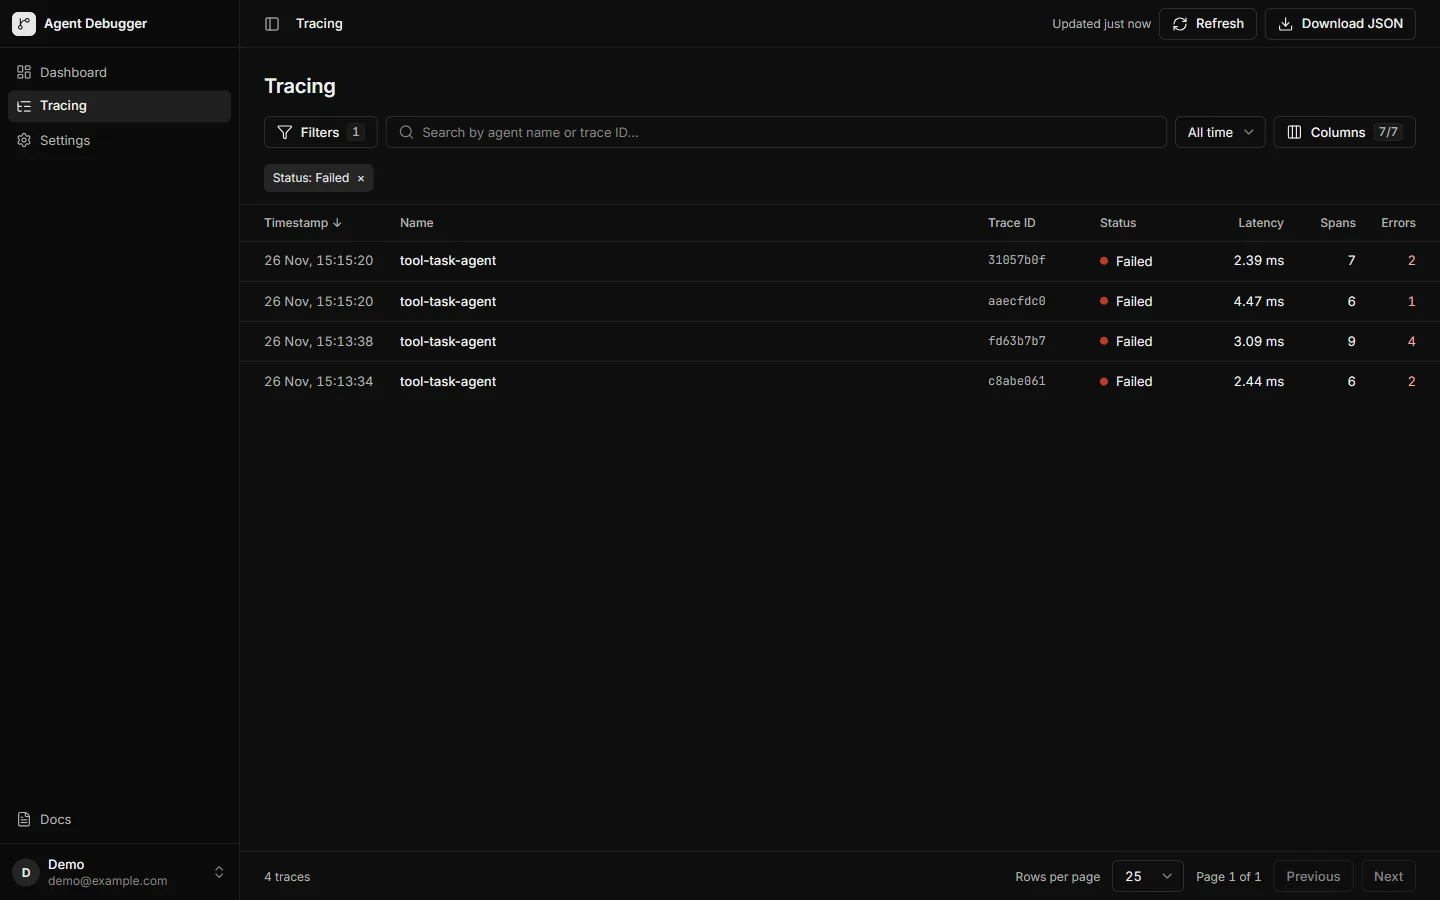 Agent Debugger
Tracing
Updated just now
Refresh
Download JSON
Dashboard
Tracing
Settings
Tracing
Filters 1
Search by agent name or trace ID...
All time
Columns 7/7
Status: Failed ×
Timestamp ↓ Name Trace ID Status Latency Spans Errors
26 Nov, 15:15:20 tool-task-agent 31057b0f Failed 2.39 ms 7 2
26 Nov, 15:15:20 tool-task-agent aaecfdc0 Failed 4.47 ms 6 1
26 Nov, 15:13:38 tool-task-agent fd63b7b7 Failed 3.09 ms 9 4
26 Nov, 15:13:34 tool-task-agent c8abe061 Failed 2.44 ms 6 2
Docs
D
Demo
demo@example.com
4 traces
Rows per page 25
Page 1 of 1
Previous
Next